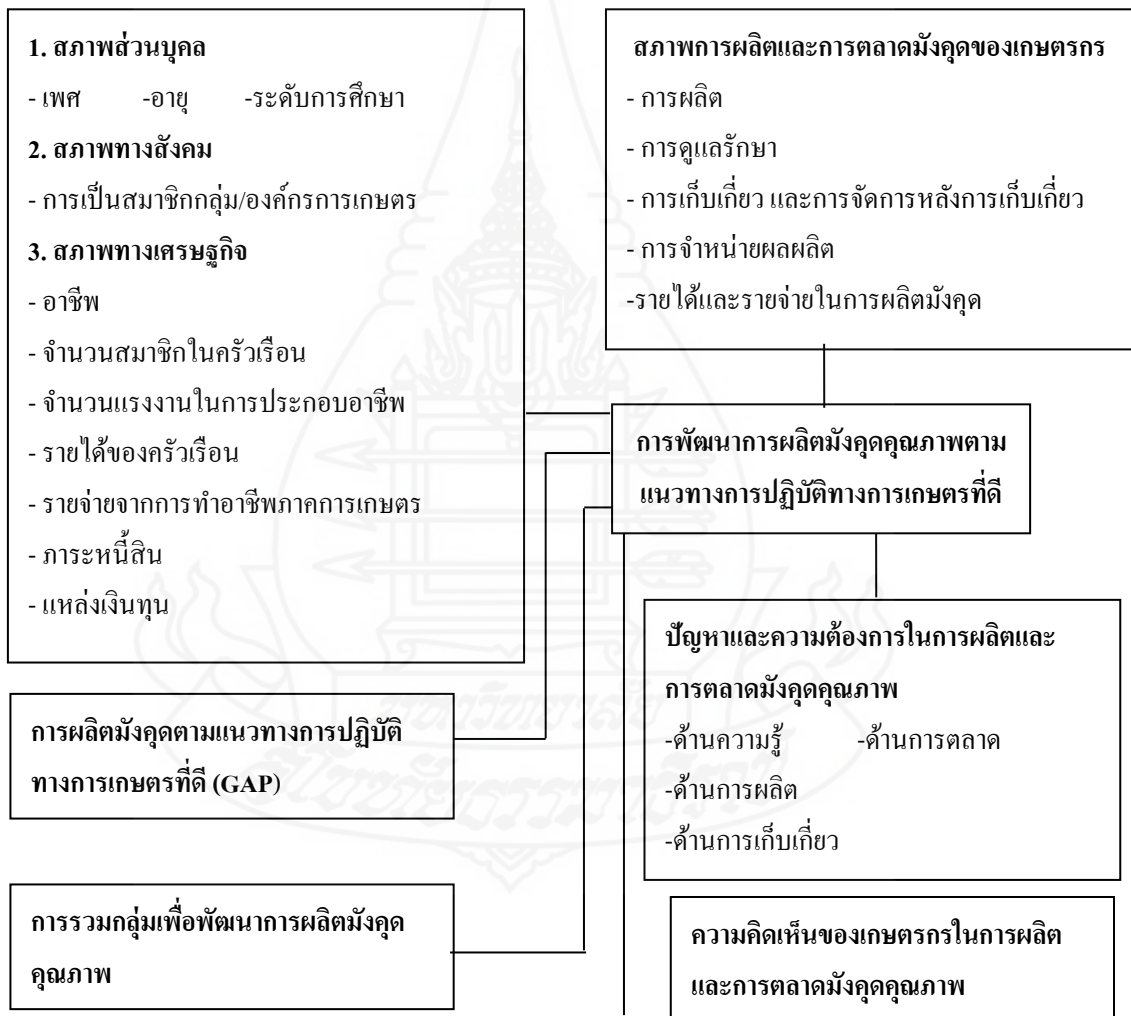 1. สภาพส่วนบุคล
- เพศ -อายุ -ระดับการศึกษา
2. สภาพทางสังคม
- การเป็นสมาชิกกลุ่ม/องค์กรการเกษตร
3. สภาพทางเศรษฐกิจ
- อาชีพ
- จำนวนสมาชิกในครัวเรือน
- จำนวนแรงงานในการประกอบอาชีพ
- รายได้ของครัวเรือน
- รายจ่ายจากการทำอาชีพภาคการเกษตร
- ภาระหนี้สิน
- แหล่งเงินทุน
สภาพการผลิตและการตลาดมังคุดของเกษตรกร
- การผลิต
- การดูแลรักษา
- การเก็บเกี่ยว และการจัดการหลังการเก็บเกี่ยว
- การจำหน่ายผลผลิต
-รายได้และรายจ่ายในการผลิตมังคุด
การพัฒนาการผลิตมังคุดคุณภาพตาม
แนวทางการปฏิบัติทางการเกษตรที่ดี
ปัญหาและความต้องการในการผลิตและ
การตลาดมังคุดคุณภาพ
-ด้านความรู้ -ด้านการตลาด
-ด้านการผลิต
-ด้านการเก็บเกี่ยว
การผลิตมังคุดตามแนวทางการปฏิบัติ
ทางการเกษตรที่ดี (GAP)
การรวมกลุ่มเพื่อพัฒนาการผลิตมังคุด
คุณภาพ
ความคิดเห็นของเกษตรกรในการผลิต
และการตลาดมังคุดคุณภาพ